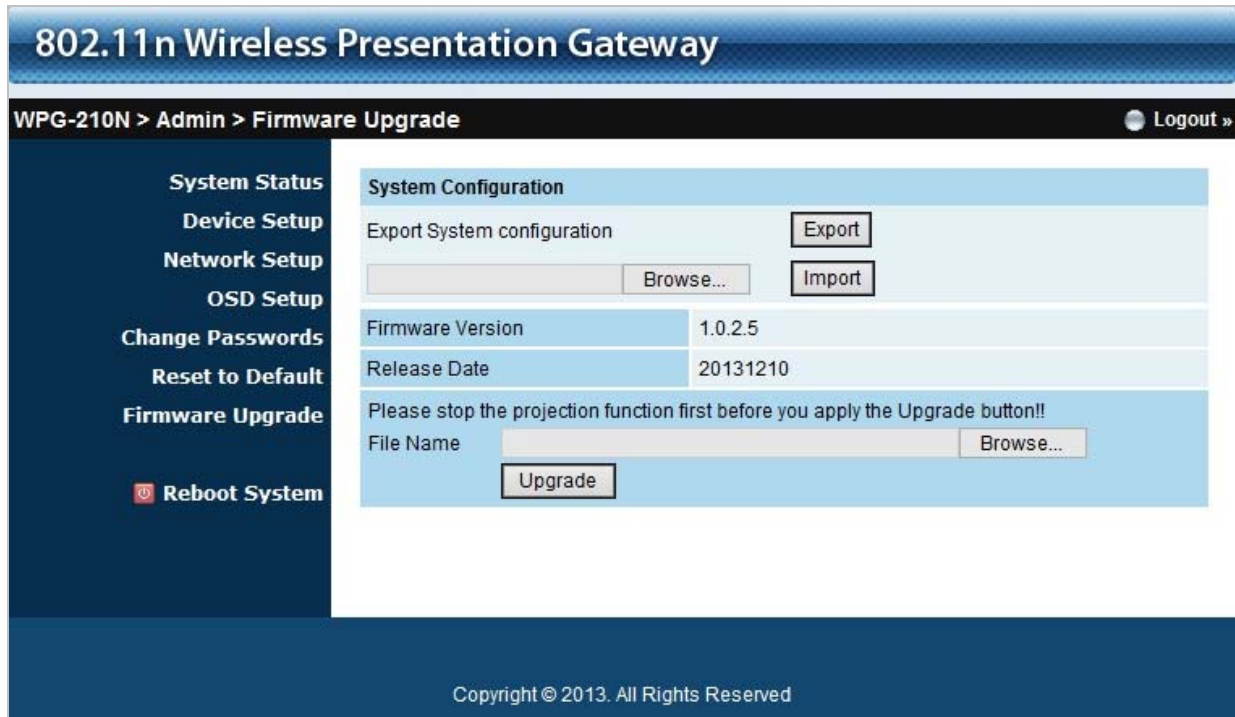 802.11n Wireless Presentation Gateway
WPG-210N > Admin > Firmware Upgrade
Logout »
System Status
Device Setup
Network Setup
OSD Setup
Change Passwords
Reset to Default
Firmware Upgrade
Reboot System
System Configuration
Export System configuration Export
Browse... Import
Firmware Version 1.0.2.5
Release Date 20131210
Please stop the projection function first before you apply the Upgrade button!!
File Name Browse...
Upgrade
Copyright © 2013. All Rights Reserved